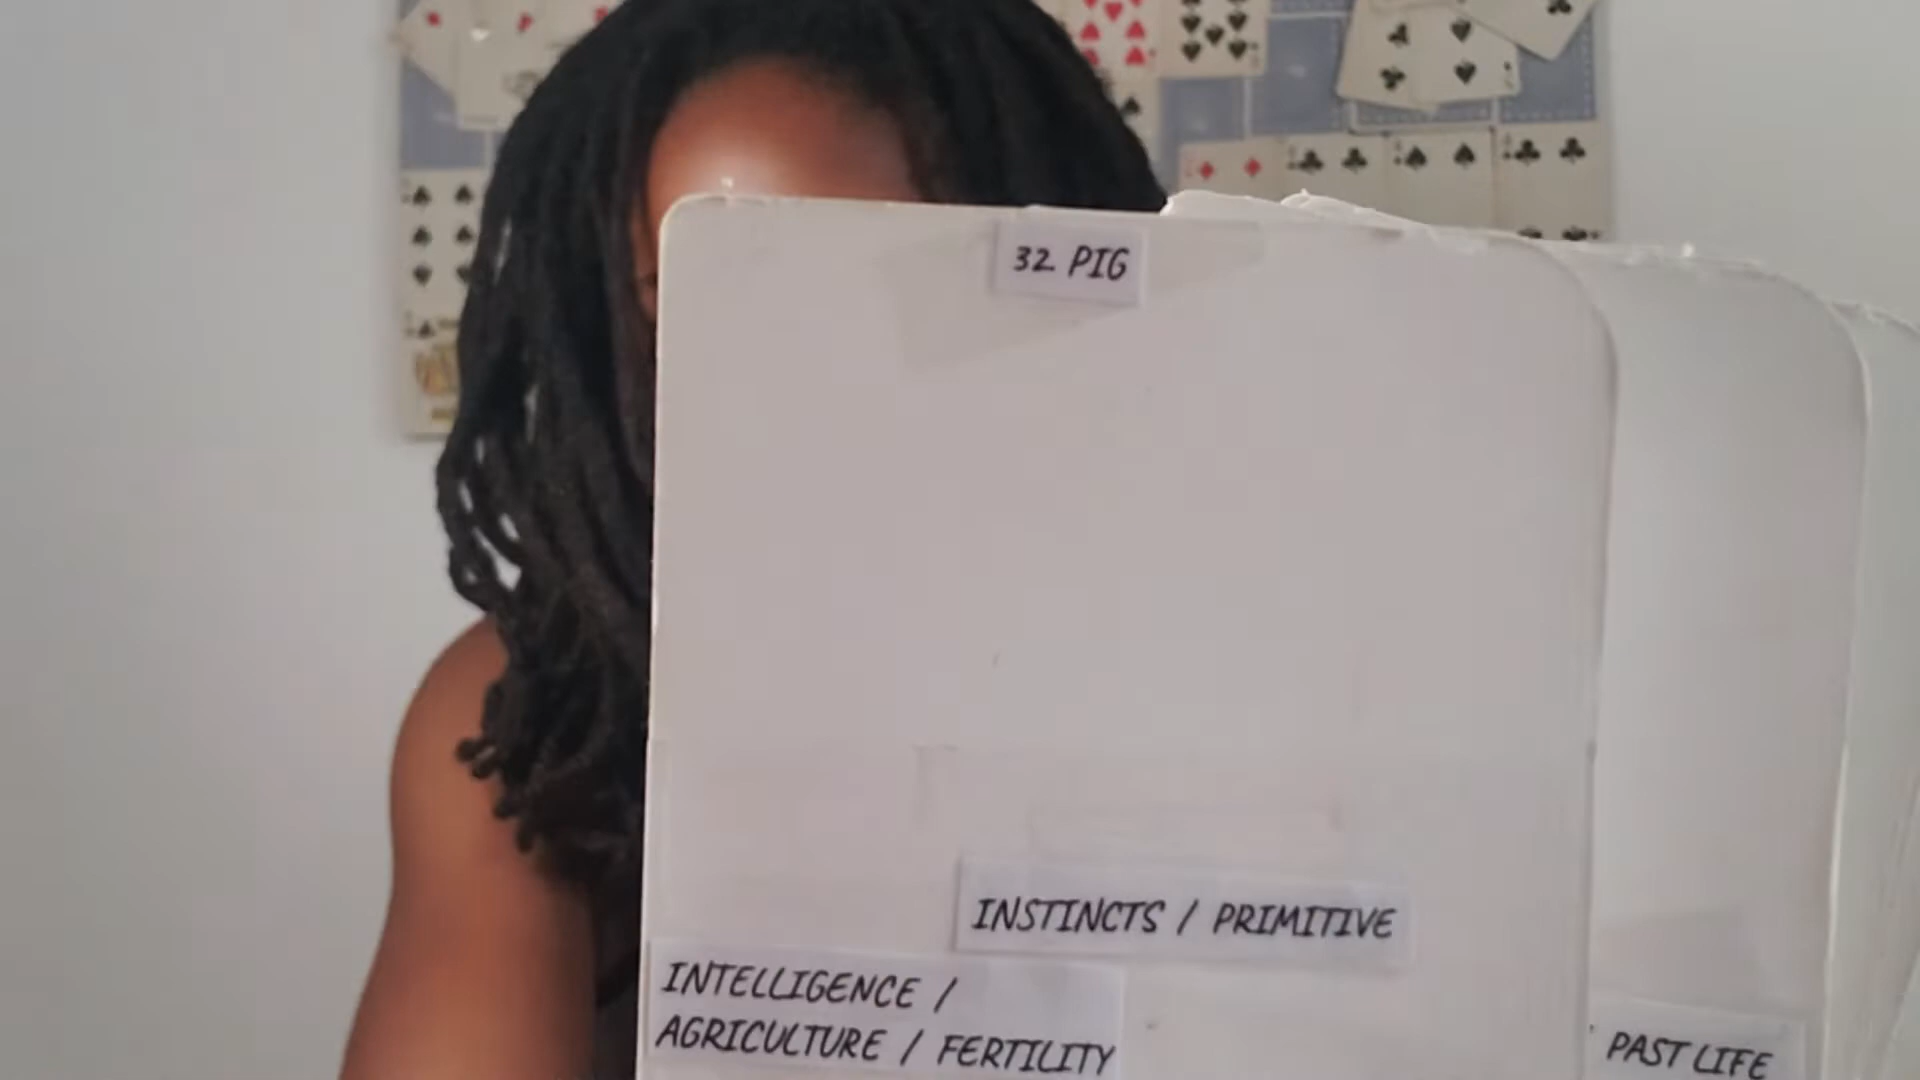 32 PIG
INSTINCTS / PRIMITIVE
INTELLIGENCE /
AGRICULTURE / FERTILITY
PAST LIFE